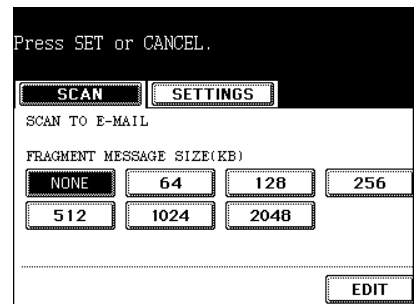 Press SET or CANCEL.
SCAN SETTINGS
SCAN TO E-MAIL
FRAGMENT MESSAGE SIZE(KB)
NONE 64 128 256
512 1024 2048
EDIT